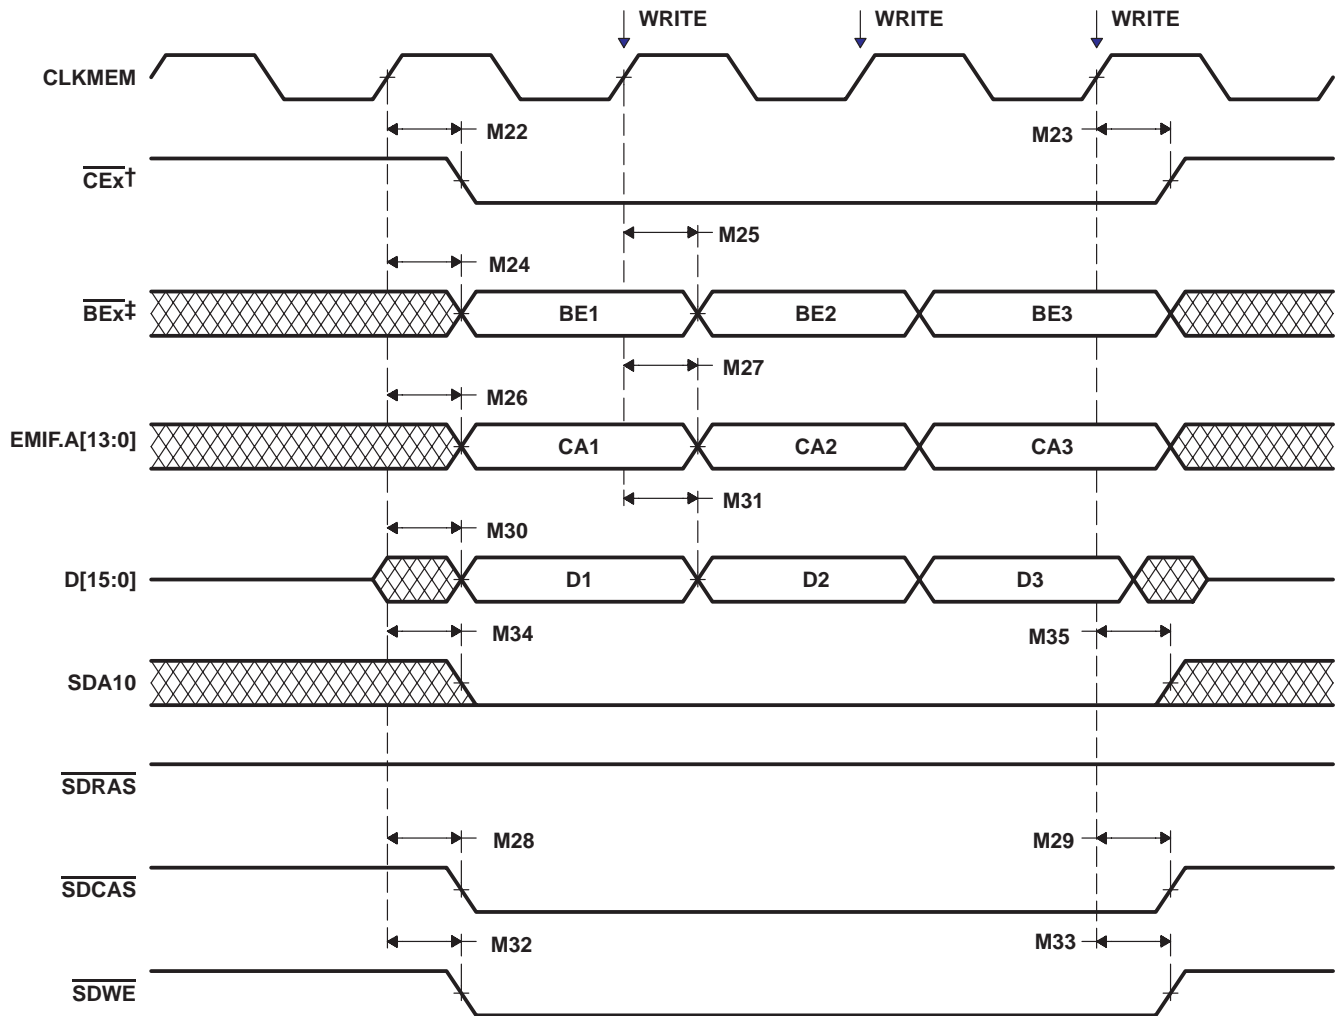 WRITE WRITE WRITE
CLKMEM
M22 M23
CEx†
M25
M24
BEx‡ BE1 BE2 BE3
M27
M26
EMIF.A[13:0] CA1 CA2 CA3
M31
M30
D[15:0] D1 D2 D3
M34 M35
SDA10
SDRAS
M28 M29
SDCAS
M32 M33
SDWE